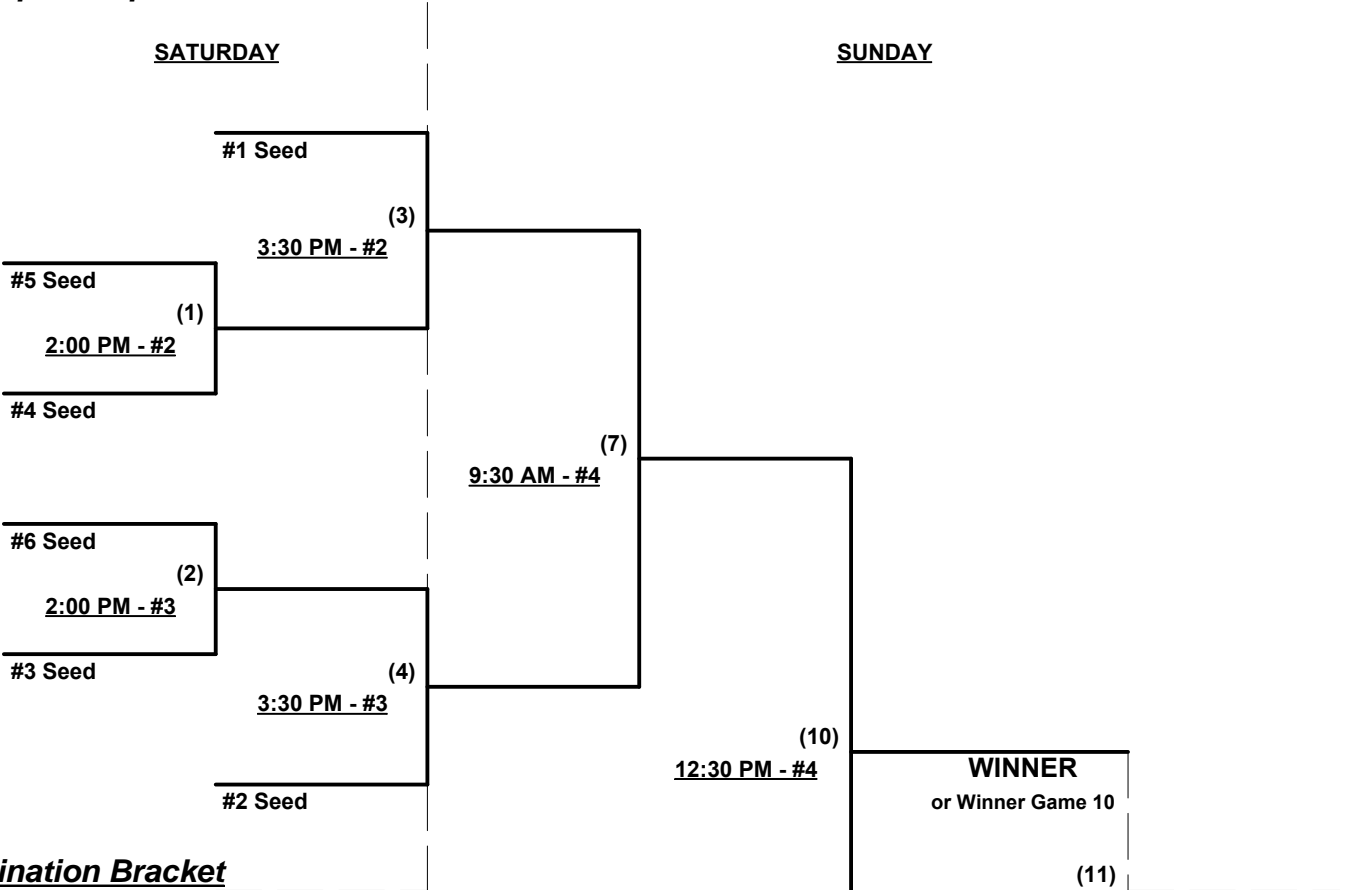 SATURDAY
SUNDAY
#1 Seed
(3)
3:30 PM - #2
#5 Seed
(1)
2:00 PM - #2
#4 Seed
(7)
9:30 AM - #4
#6 Seed
(2)
2:00 PM - #3
#3 Seed
(4)
3:30 PM - #3
(10)
12:30 PM - #4
WINNER
#2 Seed
or Winner Game 10
ination Bracket
(11)